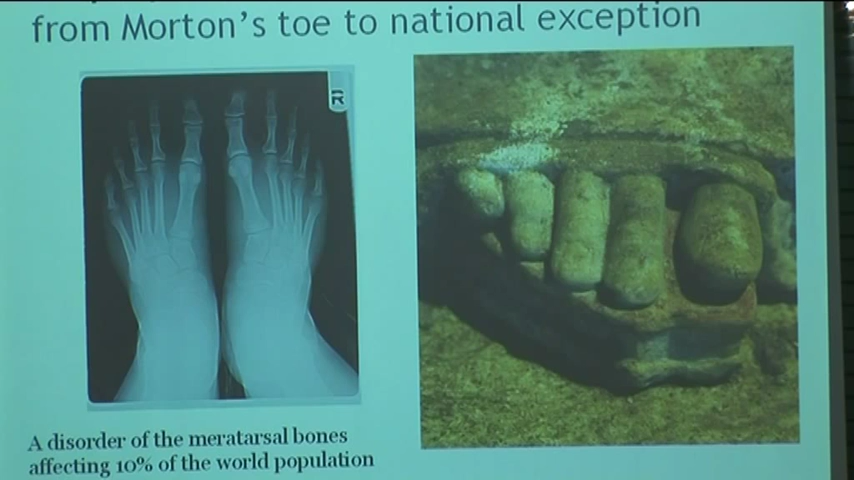 from Morton's toe to national exception
R
A disorder of the meratarsal bones
affecting 10% of the world population